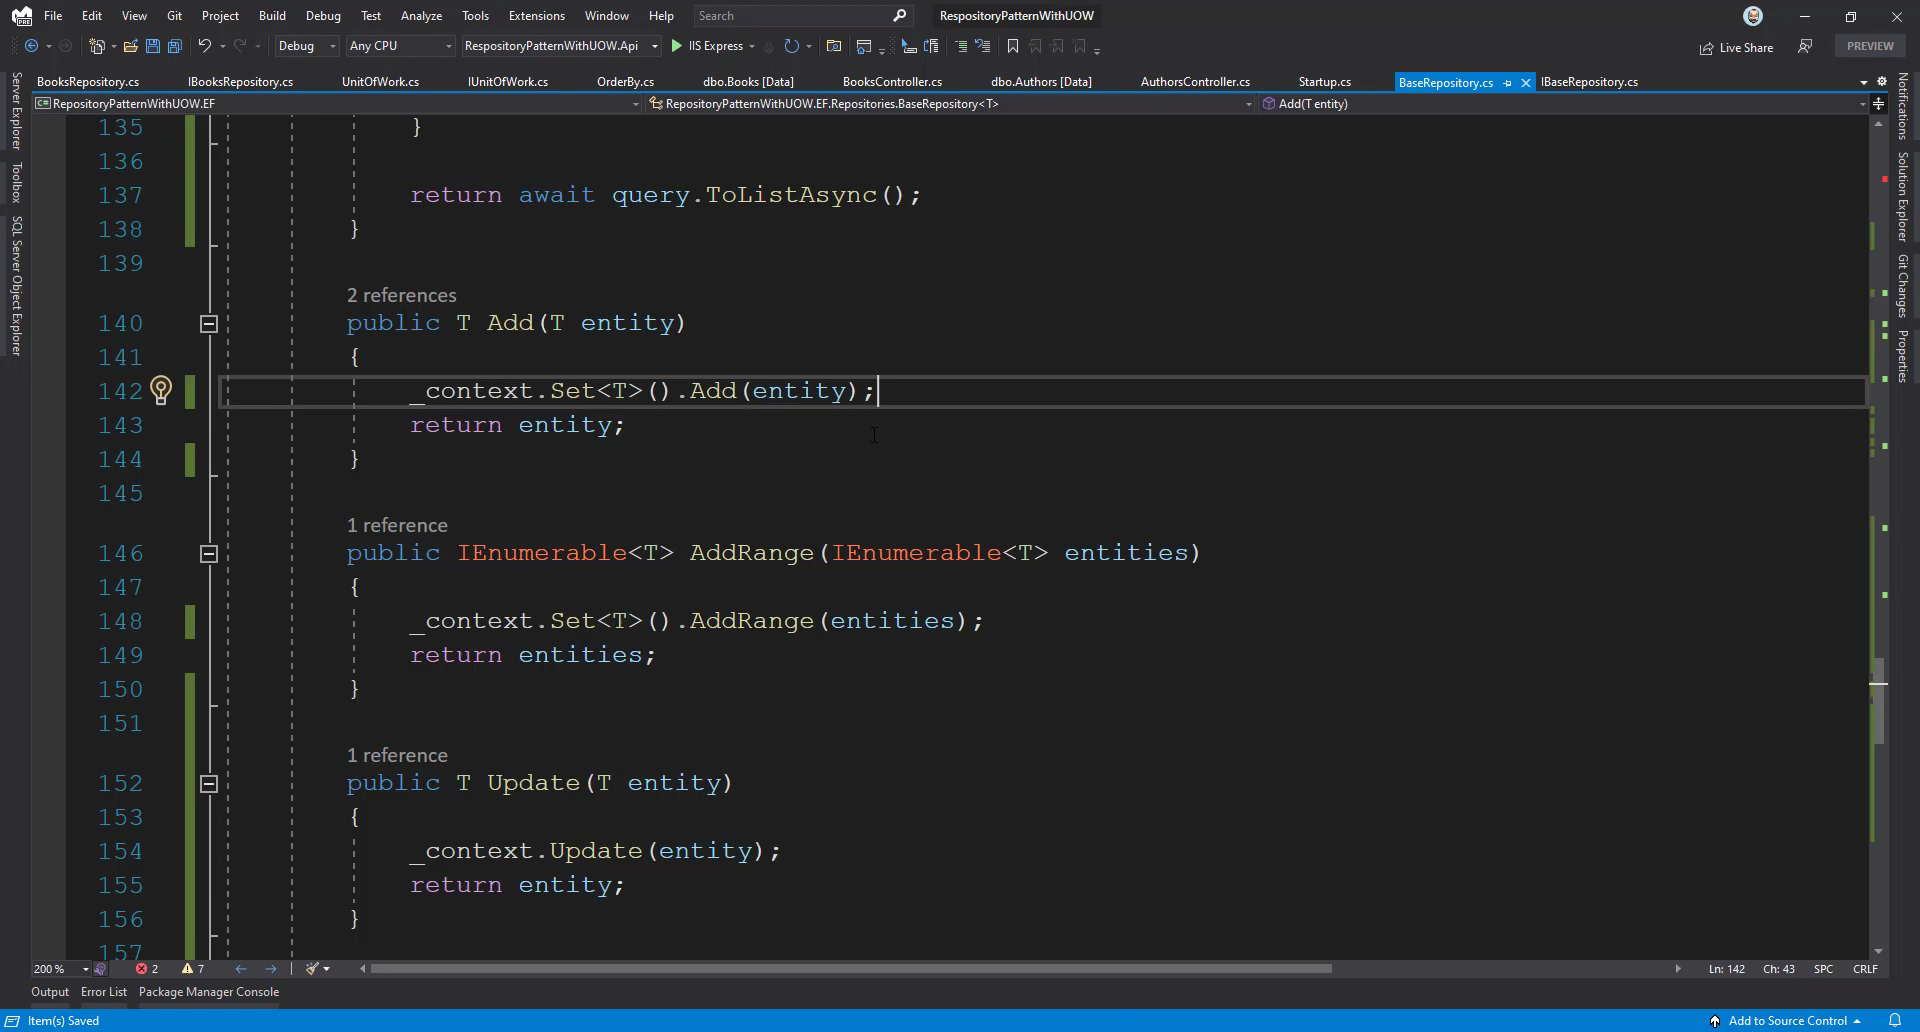 File Edit View Git Project Build Debug Test Analyze Tools Extensions Window Help Search RespositoryPatternWithUOW
Debug Any CPU RespositoryPatternWithUOW.Api IIS Express Live Share PREVIEW
BooksRepository.cs IBooksRepository.cs UnitOfWork.cs IUnitOfWork.cs OrderBy.cs dbo.Books [Data] BooksController.cs dbo.Authors [Data] AuthorsController.cs Startup.cs BaseRepository.cs IBaseRepository.cs
RepositoryPatternWithUOW.EF RepositoryPatternWithUOW.EF.Repositories.BaseRepository<T> Add(T entity)
Server Explorer
Toolbox
SQL Server Object Explorer
135 }
136
137 return await query.ToListAsync();
138 }
139
2 references
140 public T Add(T entity)
141 {
142 _context.Set<T>().Add(entity);
143 return entity;
144 }
145
1 reference
146 public IEnumerable<T> AddRange(IEnumerable<T> entities)
147 {
148 _context.Set<T>().AddRange(entities);
149 return entities;
150 }
151
1 reference
152 public T Update(T entity)
153 {
154 _context.Update(entity);
155 return entity;
156 }
157
Notifications
Solution Explorer
Git Changes
Properties
200 % 2 7 Ln: 142 Ch: 43 SPC CRLF
Output Error List Package Manager Console
Item(s) Saved Add to Source Control